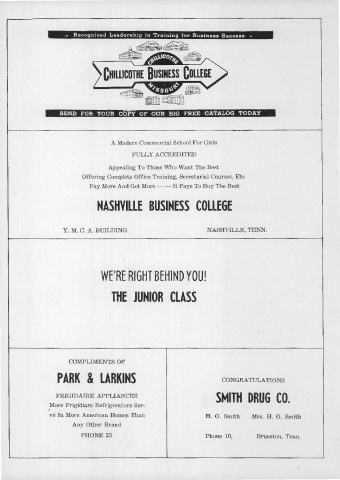 Recognized Leadership in Training for Business Success
CHILLICOTHE
CHILLICOTHE BUSINESS COLLEGE
MISSOURI
SEND FOR YOUR COPY OF OUR BIG FREE CATALOG TODAY
A Modern Commercial School For Girls
FULLY ACCREDITED
Appealing To Those Who Want The Best
Offering Complete Office Training, Secretarial Courses, Etc.
Pay More And Get More — — It Pays To Buy The Best
NASHVILLE BUSINESS COLLEGE
Y. M. C. A. BUILDING NASHVILLE, TENN.
WE'RE RIGHT BEHIND YOU!
THE JUNIOR CLASS
COMPLIMENTS OF
PARK & LARKINS
FRIGIDAIRE APPLIANCES
More Frigidaire Refrigerators Ser-
ve In More American Homes Than
Any Other Brand
PHONE 35
CONGRATULATIONS
SMITH DRUG CO.
H. O. Smith Mrs. H. O. Smith
Phone 10, Bruceton, Tenn.